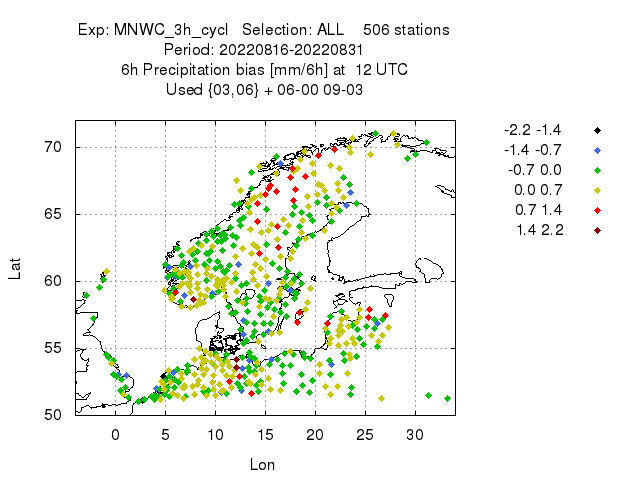 Exp: MNWC_3h_cycl   Selection: ALL    506 stations
Period: 20220816-20220831
6h Precipitation bias [mm/6h] at  12 UTC
Used {03,06} + 06-00 09-03
-2.2 -1.4
-1.4 -0.7
-0.7 0.0
0.0 0.7
0.7 1.4
1.4 2.2
70
65
60
55
50
Lat
0 5 10 15 20 25 30
Lon